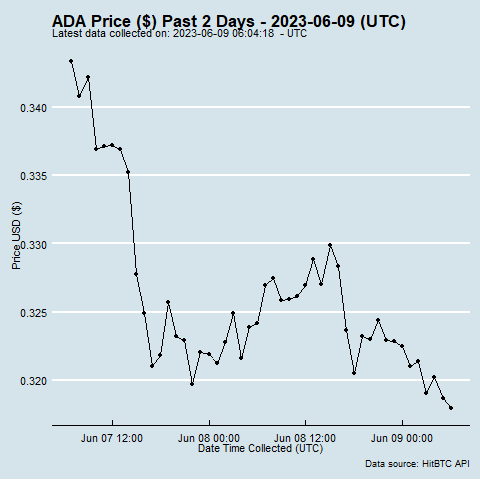 ADA Price ($) Past 2 Days - 2023-06-09 (UTC)
Latest data collected on: 2023-06-09 06:04:18  - UTC
0.340
0.335
0.330
0.325
0.320
Price USD ($)
Jun 07 12:00 Jun 08 00:00 Jun 08 12:00 Jun 09 00:00
Date Time Collected (UTC)
Data source: HitBTC API